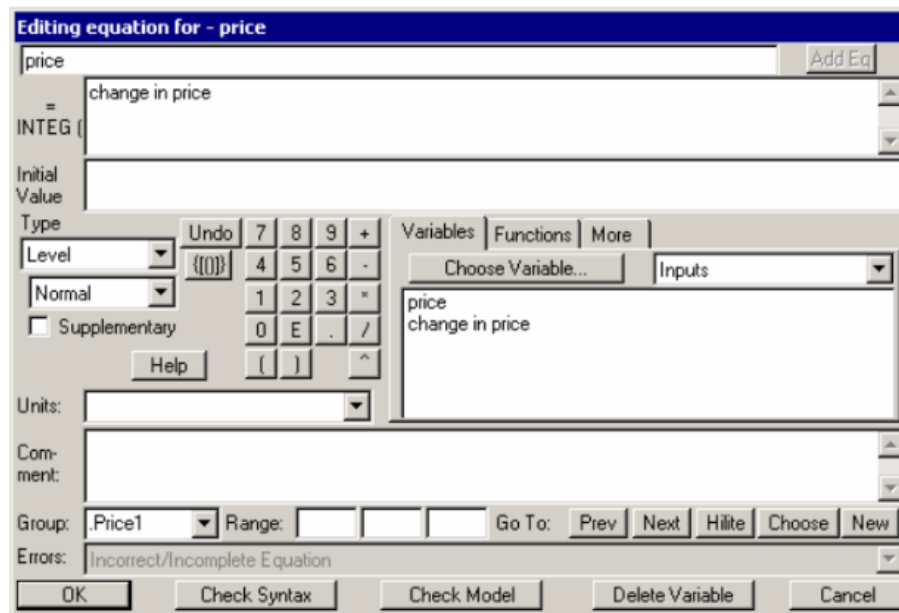 Editing equation for - price
price
Add Eq
= INTEG (
change in price
Initial Value
Type
Undo 7 8 9 +
Variables Functions More
Level
{[()]} 4 5 6 -
Choose Variable... Inputs
Normal
1 2 3 *
price
change in price
Supplementary
0 E . /
Help
( ) ^
Units:
Com-
ment:
Group: .Price1 Range: Go To: Prev Next Hilite Choose New
Errors: Incorrect/Incomplete Equation
OK Check Syntax Check Model Delete Variable Cancel